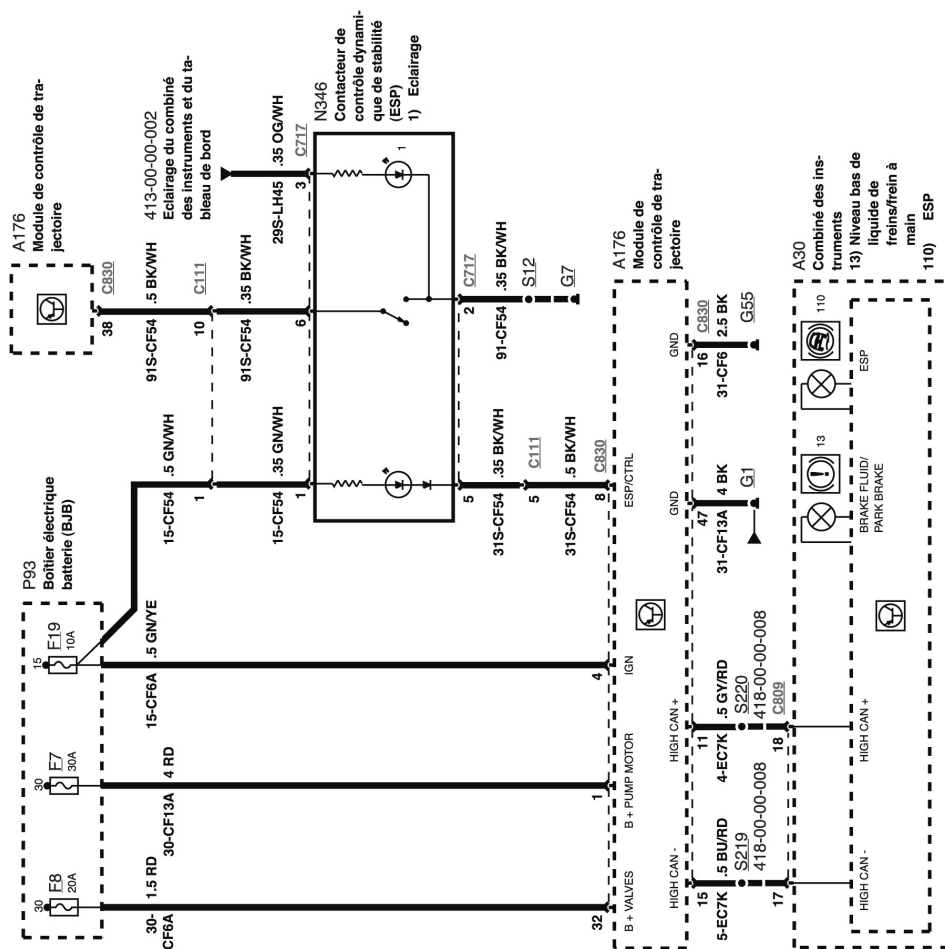 P93
Boîtier électrique
batterie (BJB)
30
F8
20A
30
F7
30A
15
F19
10A
30-
CF6A
1.5 RD
32
30-CF13A
4 RD
1
15-CF6A
.5 GN/YE
4
15-CF54
.5 GN/WH
1
15-CF54
.35 GN/WH
1
A176
Module de contrôle de tra-
jectoire
C830
38
91S-CF54
.5 BK/WH
C111
10
91S-CF54
.35 BK/WH
6
413-00-00-002
Eclairage du combiné
des instruments et du ta-
bleau de bord
29S-LH45
.35 OG/WH
C717
3
1
N346
Contacteur de
contrôle dynami-
que de stabilité
(ESP)
1) Eclairage
5
31S-CF54
.35 BK/WH
C111
5
31S-CF54
.5 BK/WH
C830
8
C717
2
91-CF54
.35 BK/WH
S12
G7
A176
Module de
contrôle de tra-
jectoire
B + VALVES
B + PUMP MOTOR
IGN
ESP/CTRL
HIGH CAN -
HIGH CAN +
GND
GND
15
5-EC7K
.5 BU/RD
S219
418-00-00-008
17
11
4-EC7K
.5 GY/RD
S220
418-00-00-008
C809
18
47
31-CF13A
4 BK
G1
C830
16
31-CF6
2.5 BK
G55
A30
Combiné des ins-
truments
13) Niveau bas de
liquide de
freins/frein à
main
110) ESP
HIGH CAN -
HIGH CAN +
13
BRAKE FLUID/
PARK BRAKE
110
ESP